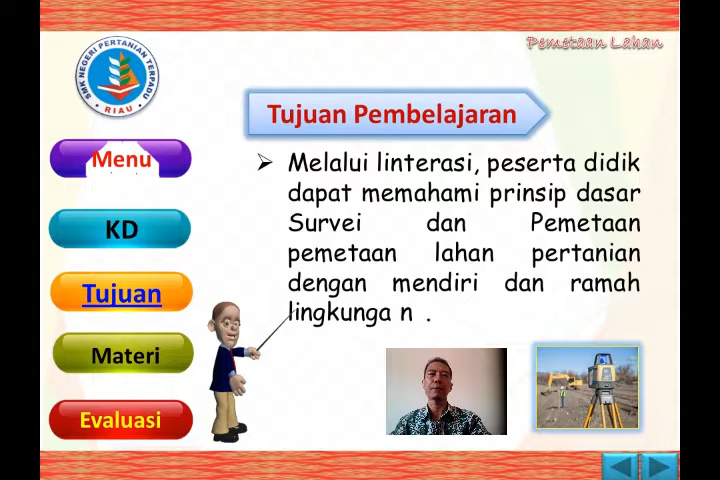 Pemetaan Lahan
SMK NEGERI PERTANIAN TERPADU
• RIAU •
Tujuan Pembelajaran
Menu
KD
Tujuan
Materi
Evaluasi
➢ Melalui linterasi, peserta didik
dapat memahami prinsip dasar
Survei dan Pemetaan
pemetaan lahan pertanian
dengan mendiri dan ramah
lingkunga n .